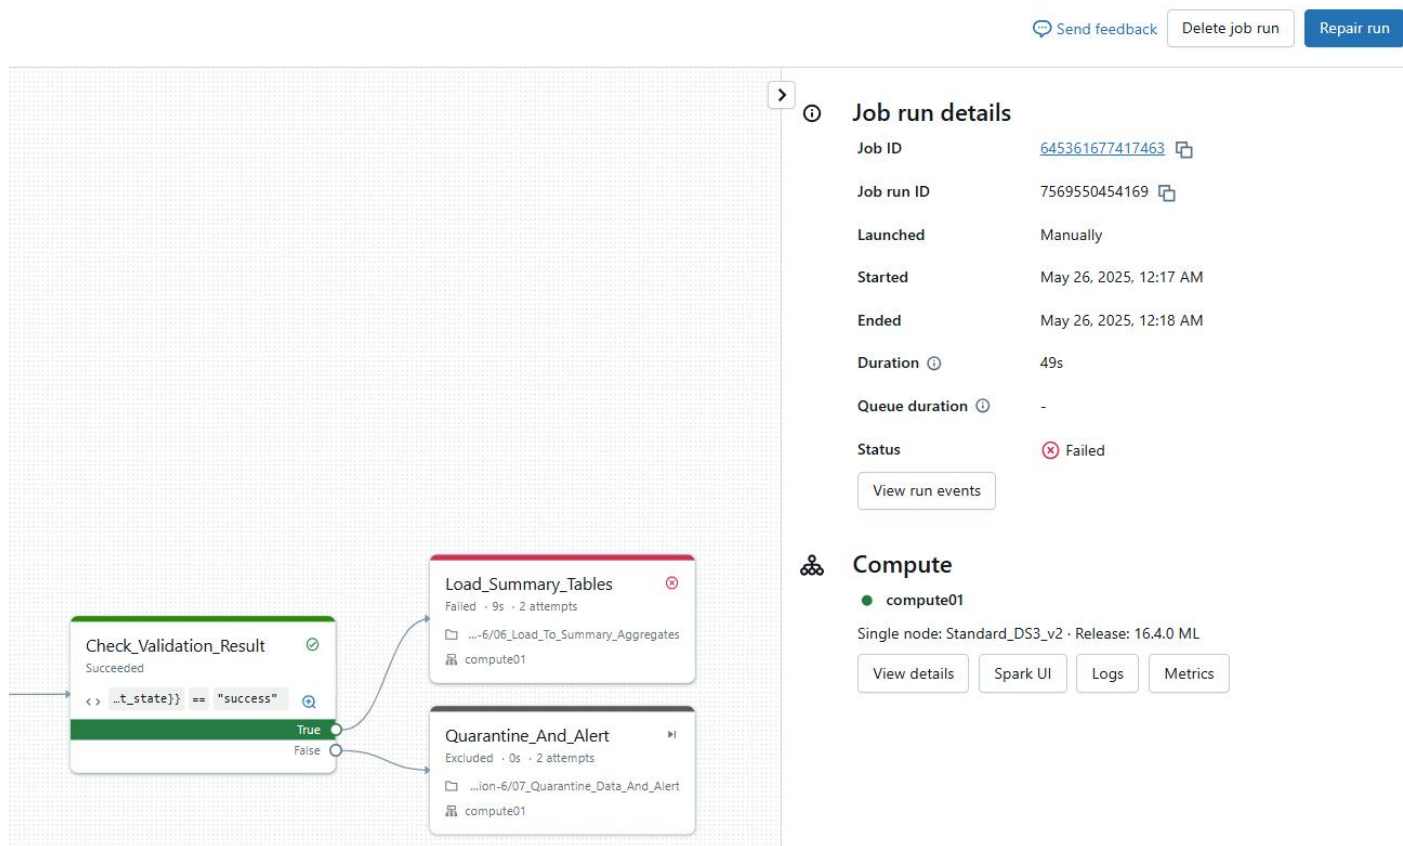 Send feedback
Delete job run
Repair run
Job run details
Job ID 645361677417463
Job run ID 7569550454169
Launched Manually
Started May 26, 2025, 12:17 AM
Ended May 26, 2025, 12:18 AM
Duration 49s
Queue duration -
Status Failed
View run events
Compute
compute01
Single node: Standard_DS3_v2 · Release: 16.4.0 ML
View details
Spark UI
Logs
Metrics
Check_Validation_Result
Succeeded
…t_state}} == "success"
True
False
Load_Summary_Tables
Failed · 9s · 2 attempts
...-6/06_Load_To_Summary_Aggregates
compute01
Quarantine_And_Alert
Excluded · 0s · 2 attempts
...ion-6/07_Quarantine_Data_And_Alert
compute01